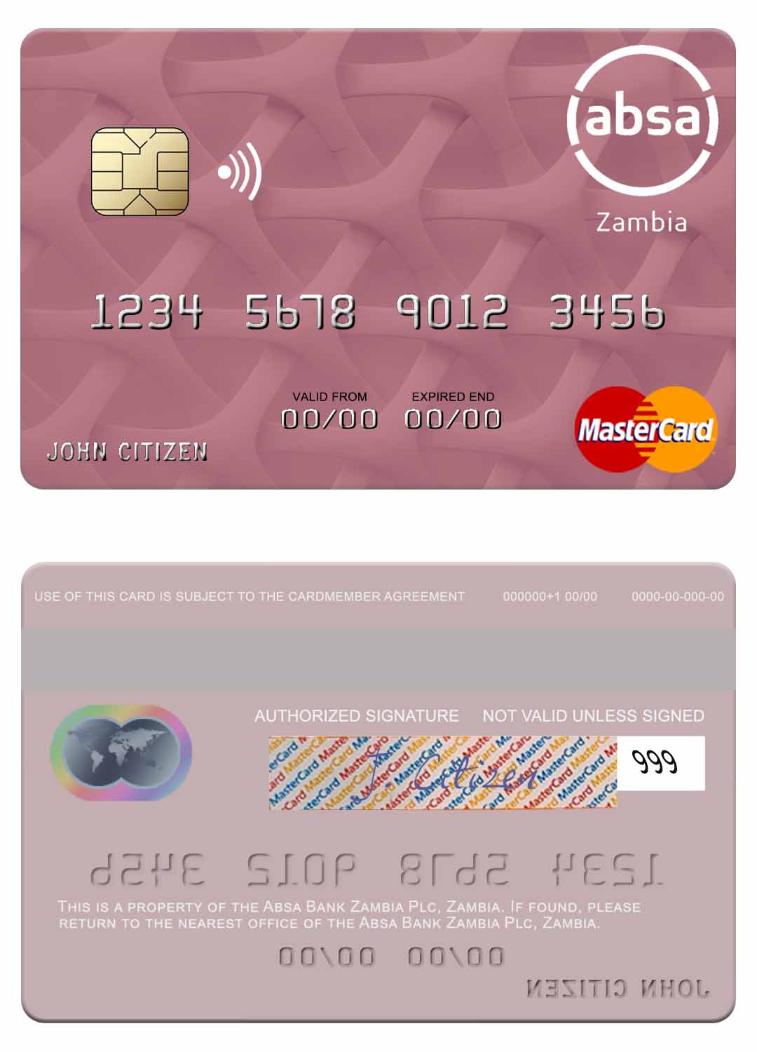 absa
Zambia
1234 5678 9012 3456
VALID FROM EXPIRED END
00/00 00/00
MasterCard
JOHN CITIZEN
USE OF THIS CARD IS SUBJECT TO THE CARDMEMBER AGREEMENT 000000+1 00/00 0000-00-000-00
AUTHORIZED SIGNATURE NOT VALID UNLESS SIGNED
MasterCard MasterCard MasterCard
J. Citizen
999
1234 5678 9012 3456
THIS IS A PROPERTY OF THE ABSA BANK ZAMBIA PLC, ZAMBIA. IF FOUND, PLEASE
RETURN TO THE NEAREST OFFICE OF THE ABSA BANK ZAMBIA PLC, ZAMBIA.
00/00 00/00
JOHN CITIZEN